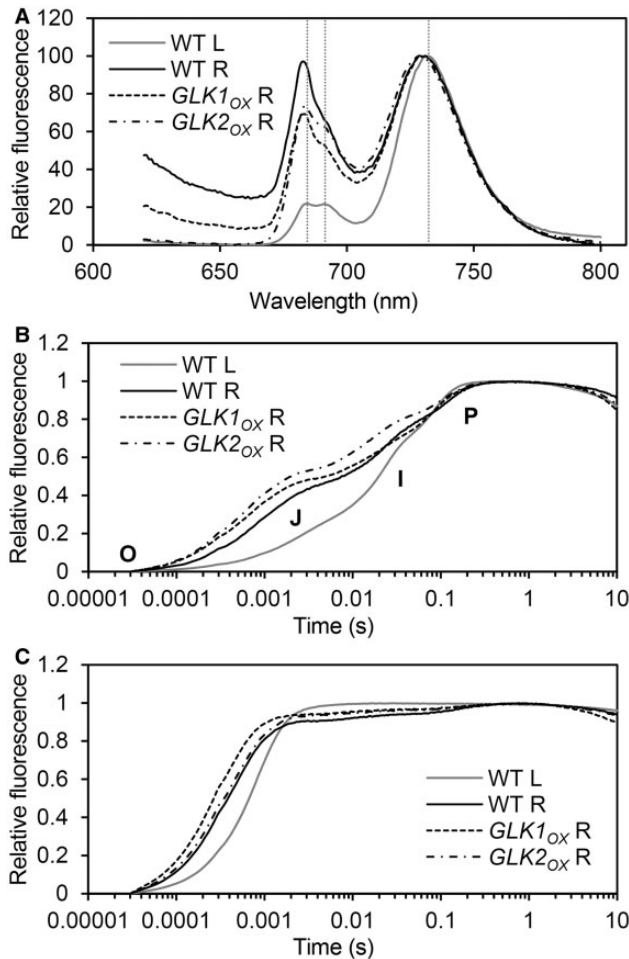 A
Relative fluorescence
120
100
80
60
40
20
0
WT L
WT R
GLK1OX R
GLK2OX R
600
650
700
750
800
Wavelength (nm)
B
Relative fluorescence
1.2
1
0.8
0.6
0.4
0.2
0
WT L
WT R
GLK1OX R
GLK2OX R
O
J
I
P
0.00001
0.0001
0.001
0.01
0.1
1
10
Time (s)
C
Relative fluorescence
1.2
1
0.8
0.6
0.4
0.2
0
WT L
WT R
GLK1OX R
GLK2OX R
0.00001
0.0001
0.001
0.01
0.1
1
10
Time (s)